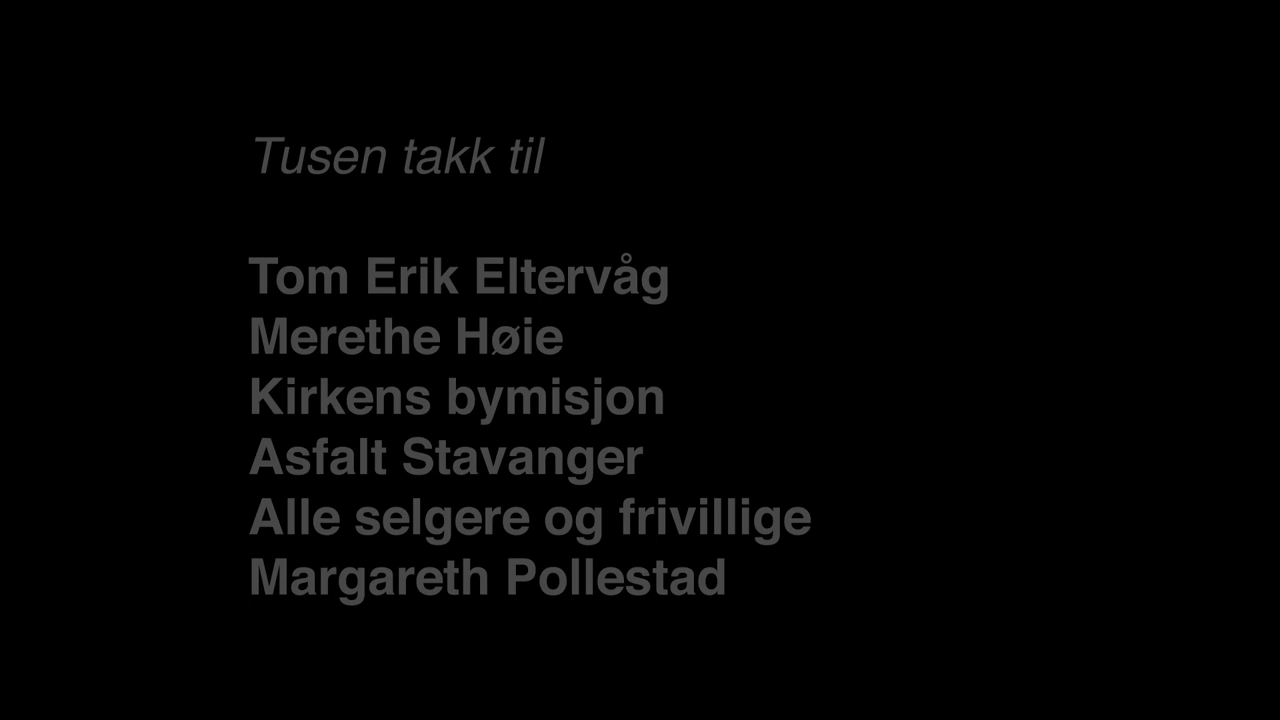 Tusen takk til
Tom Erik Eltervåg
Merethe Høie
Kirkens bymisjon
Asfalt Stavanger
Alle selgere og frivillige
Margareth Pollestad